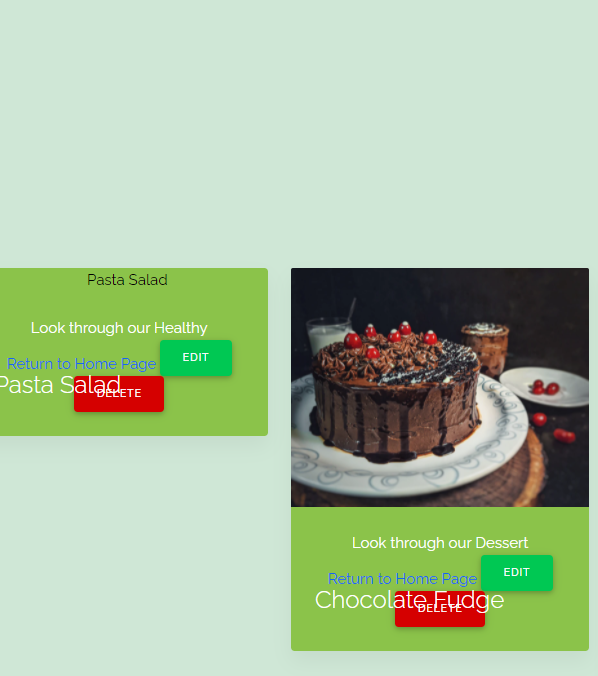 Pasta Salad
Look through our Healthy
Return to Home Page EDIT
Pasta Salad
DELETE
Look through our Dessert
Return to Home Page EDIT
Chocolate Fudge
DELETE